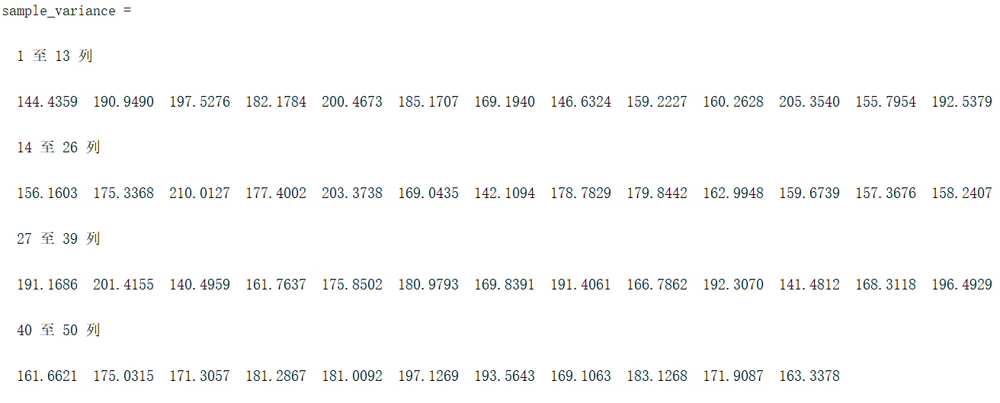 sample_variance =
1 至 13 列
144.4359 190.9490 197.5276 182.1784 200.4673 185.1707 169.1940 146.6324 159.2227 160.2628 205.3540 155.7954 192.5379
14 至 26 列
156.1603 175.3368 210.0127 177.4002 203.3738 169.0435 142.1094 178.7829 179.8442 162.9948 159.6739 157.3676 158.2407
27 至 39 列
191.1686 201.4155 140.4959 161.7637 175.8502 180.9793 169.8391 191.4061 166.7862 192.3070 141.4812 168.3118 196.4929
40 至 50 列
161.6621 175.0315 171.3057 181.2867 181.0092 197.1269 193.5643 169.1063 183.1268 171.9087 163.3378